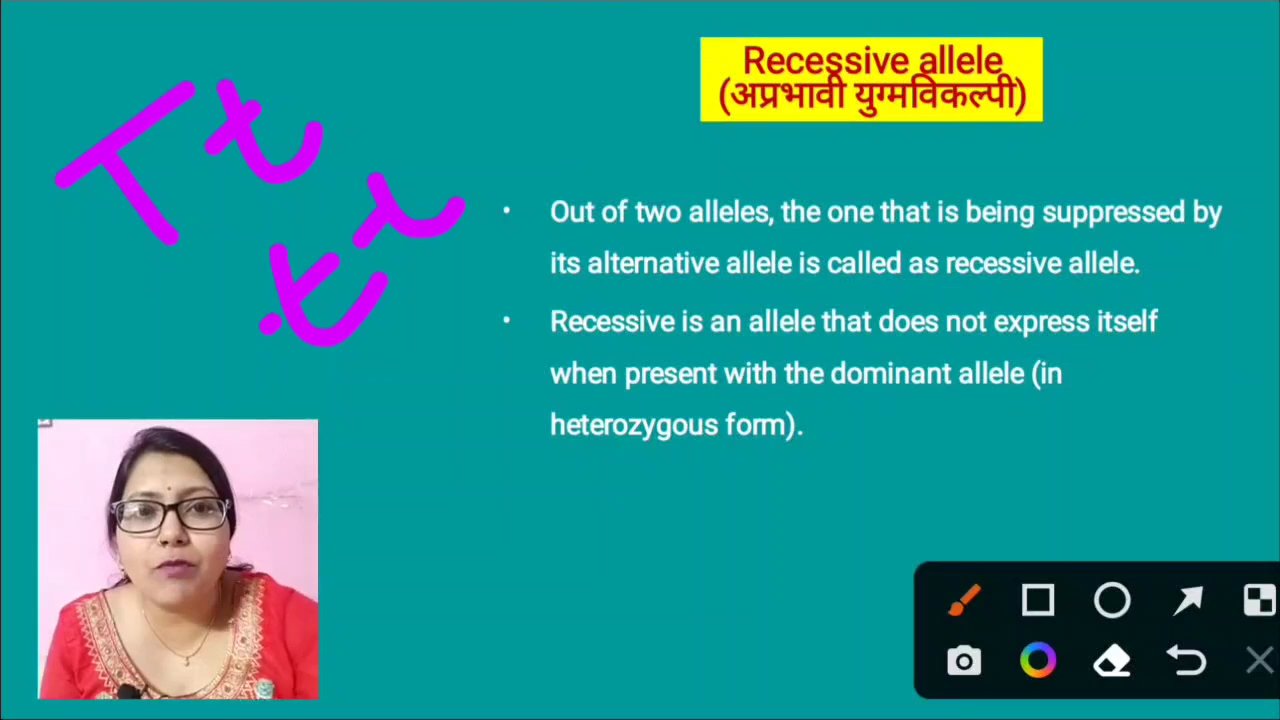 Recessive allele
(अप्रभावी युग्मविकल्पी)
T t
t t
• Out of two alleles, the one that is being suppressed by
its alternative allele is called as recessive allele.
• Recessive is an allele that does not express itself
when present with the dominant allele (in
heterozygous form).